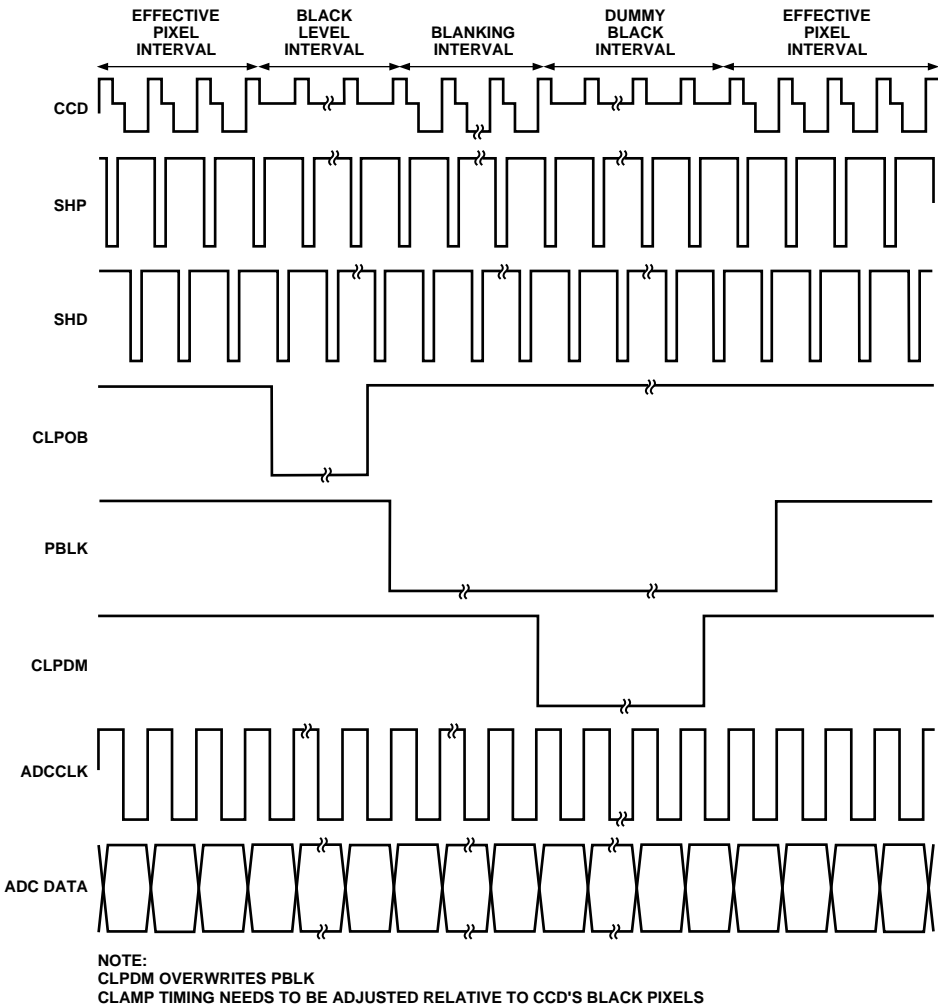 EFFECTIVE
PIXEL
INTERVAL
BLACK
LEVEL
INTERVAL
BLANKING
INTERVAL
DUMMY
BLACK
INTERVAL
EFFECTIVE
PIXEL
INTERVAL
CCD
SHP
SHD
CLPOB
PBLK
CLPDM
ADCCLK
ADC DATA
NOTE:
CLPDM OVERWRITES PBLK
CLAMP TIMING NEEDS TO BE ADJUSTED RELATIVE TO CCD'S BLACK PIXELS